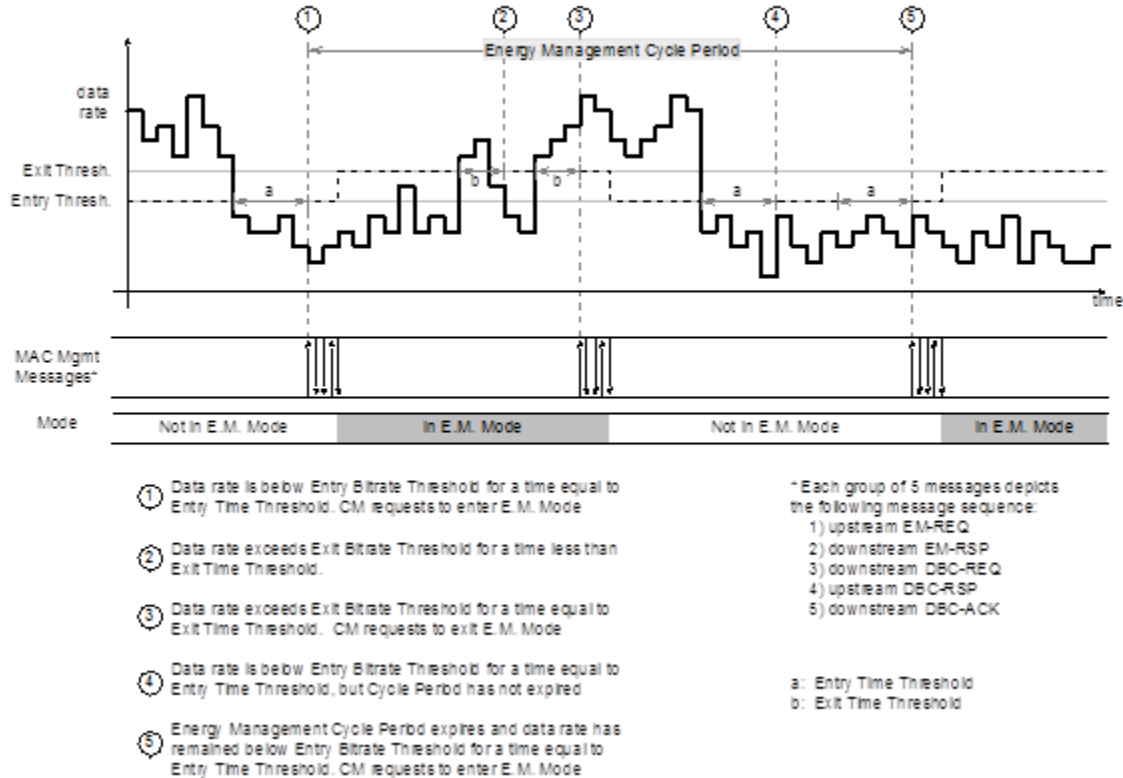 1 2 3 4 5
Energy Management Cycle Period
data
rate
Exit Thresh.
Entry Thresh.
a b b a a
time
MAC Mgmt
Messages*
Mode Not in E.M. Mode In E.M. Mode Not in E.M. Mode In E.M. Mode
1 Data rate is below Entry Bitrate Threshold for a time equal to
Entry Time Threshold. CM requests to enter E.M. Mode
2 Data rate exceeds Exit Bitrate Threshold for a time less than
Exit Time Threshold.
3 Data rate exceeds Exit Bitrate Threshold for a time equal to
Exit Time Threshold. CM requests to exit E.M. Mode
4 Data rate is below Entry Bitrate Threshold for a time equal to
Entry Time Threshold, but Cycle Period has not expired
5 Energy Management Cycle Period expires and data rate has
remained below Entry Bitrate Threshold for a time equal to
Entry Time Threshold. CM requests to enter E.M. Mode
*Each group of 5 messages depicts
the following message sequence:
1) upstream EM-REQ
2) downstream EM-RSP
3) downstream DBC-REQ
4) upstream DBC-RSP
5) downstream DBC-ACK
a: Entry Time Threshold
b: Exit Time Threshold